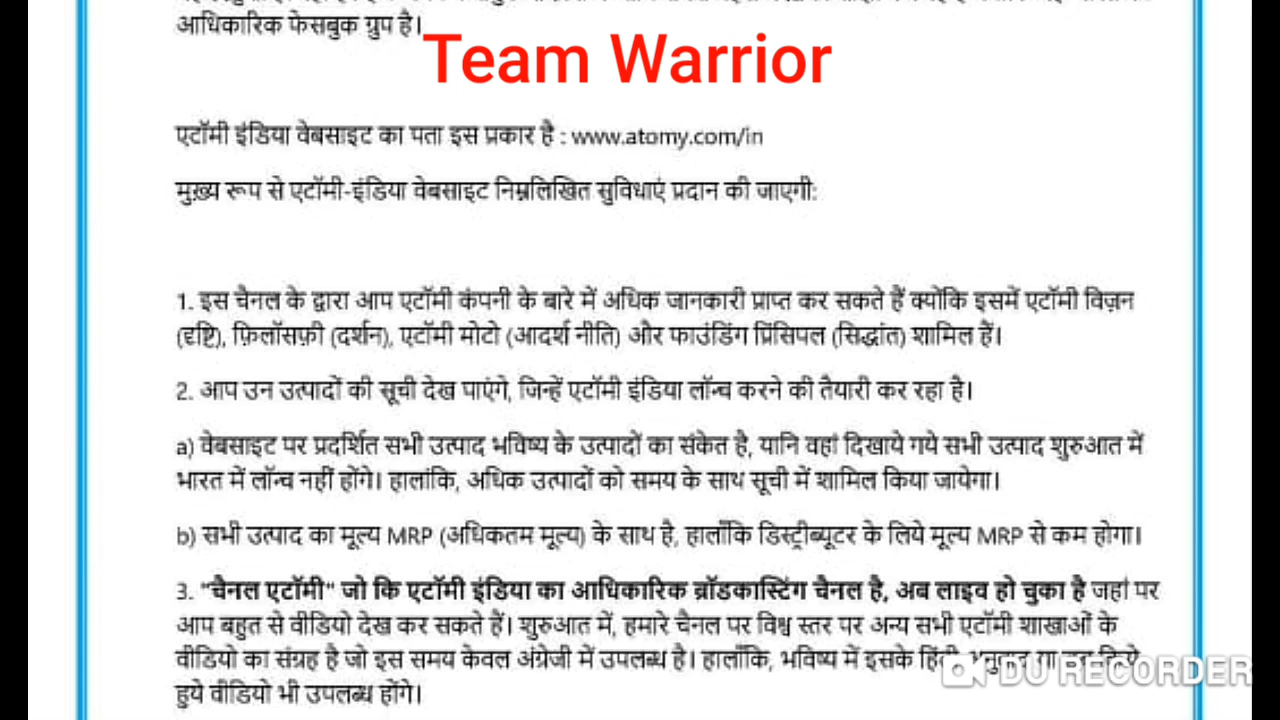 आधिकारिक फेसबुक ग्रुप है।
Team Warrior
एटॉमी इंडिया वेबसाइट का पता इस प्रकार है : www.atomy.com/in
मुख़्य रूप से एटॉमी-इंडिया वेबसाइट निम्नलिखित सुविधाएं प्रदान की जाएगी:
1. इस चैनल के द्वारा आप एटॉमी कंपनी के बारे में अधिक जानकारी प्राप्त कर सकते हैं क्योंकि इसमें एटॉमी विज़न
(दृष्टि), फ़िलॉसफ़ी (दर्शन), एटॉमी मोटो (आदर्श नीति) और फाउंडिंग प्रिंसिपल (सिद्धांत) शामिल हैं।
2. आप उन उत्पादों की सूची देख पाएंगे, जिन्हें एटॉमी इंडिया लॉन्च करने की तैयारी कर रहा है।
a) वेबसाइट पर प्रदर्शित सभी उत्पाद भविष्य के उत्पादों का संकेत है, यानि वहां दिखाये गये सभी उत्पाद शुरुआत में
भारत में लॉन्च नहीं होंगे। हालांकि, अधिक उत्पादों को समय के साथ सूची में शामिल किया जायेगा।
b) सभी उत्पाद का मूल्य MRP (अधिकतम मूल्य) के साथ है, हालाँकि डिस्ट्रीब्यूटर के लिये मूल्य MRP से कम होगा।
3. "चैनल एटॉमी" जो कि एटॉमी इंडिया का आधिकारिक ब्रॉडकास्टिंग चैनल है, अब लाइव हो चुका है जहां पर
आप बहुत से वीडियो देख कर सकते हैं। शुरुआत में, हमारे चैनल पर विश्व स्तर पर अन्य सभी एटॉमी शाखाओं के
वीडियो का संग्रह है जो इस समय केवल अंग्रेजी में उपलब्ध है। हालाँकि, भविष्य में इसके
DU RECORDER
हुये वीडियो भी उपलब्ध होंगे।